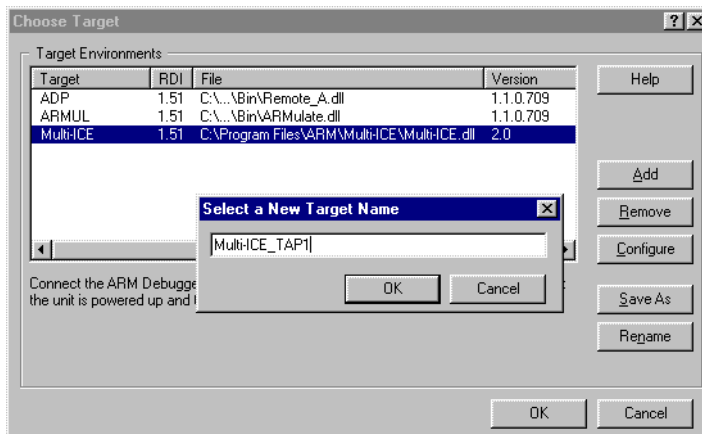 Choose Target
Target Environments
Target RDI File Version
ADP 1.51 C:\...\Bin\Remote_A.dll 1.1.0.709
ARMUL 1.51 C:\...\Bin\ARMulate.dll 1.1.0.709
Multi-ICE 1.51 C:\Program Files\ARM\Multi-ICE\Multi-ICE.dll 2.0
Help
Add
Remove
Configure
Save As
Rename
Select a New Target Name
Multi-ICE_TAP1
OK Cancel
Connect the ARM Debugge
the unit is powered up and
OK Cancel